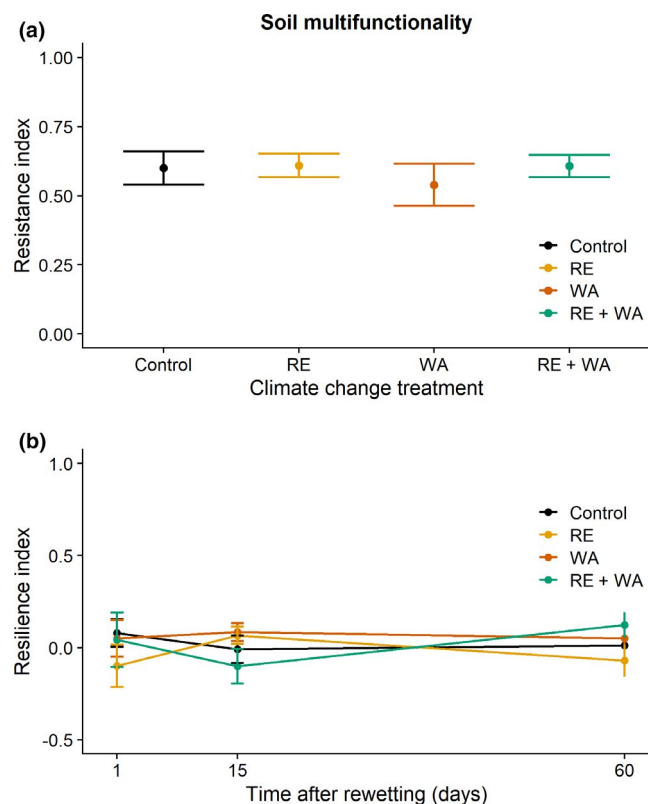 (a)
Soil multifunctionality
1.00
0.75
0.50
0.25
0.00
Resistance index
Control
RE
WA
RE + WA
Control
RE
WA
RE + WA
Climate change treatment
(b)
1.0
0.5
0.0
-0.5
Resilience index
Control
RE
WA
RE + WA
1
15
60
Time after rewetting (days)